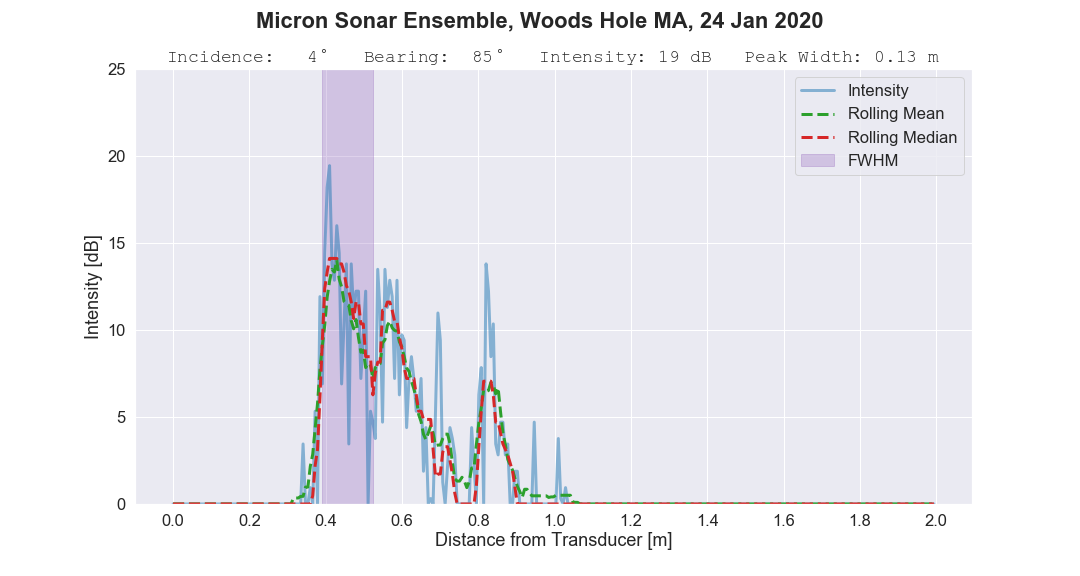 Micron Sonar Ensemble, Woods Hole MA, 24 Jan 2020
Incidence: 4° Bearing: 85° Intensity: 19 dB Peak Width: 0.13 m
25
20
15
10
5
0
Intensity [dB]
Intensity
Rolling Mean
Rolling Median
FWHM
0.0 0.2 0.4 0.6 0.8 1.0 1.2 1.4 1.6 1.8 2.0
Distance from Transducer [m]